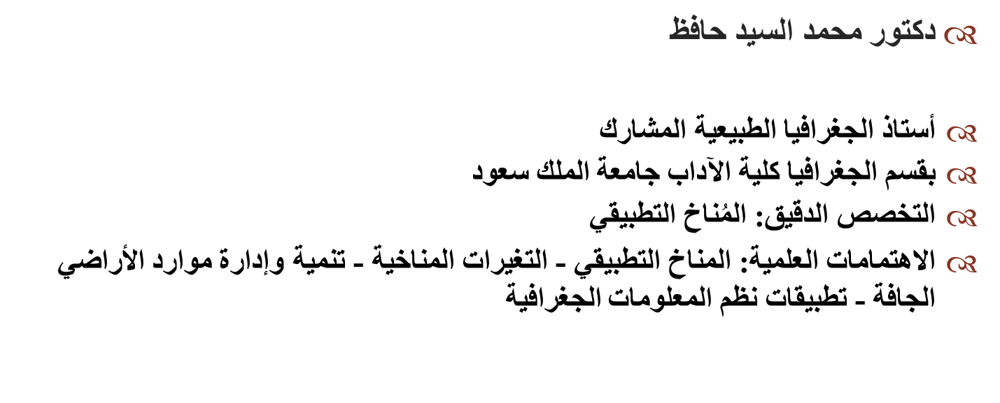 دكتور محمد السيد حافظ
أستاذ الجغرافيا الطبيعية المشارك
بقسم الجغرافيا كلية الآداب جامعة الملك سعود
التخصص الدقيق: المُناخ التطبيقي
الاهتمامات العلمية: المناخ التطبيقي - التغيرات المناخية - تنمية وإدارة موارد الأراضي
الجافة - تطبيقات نظم المعلومات الجغرافية